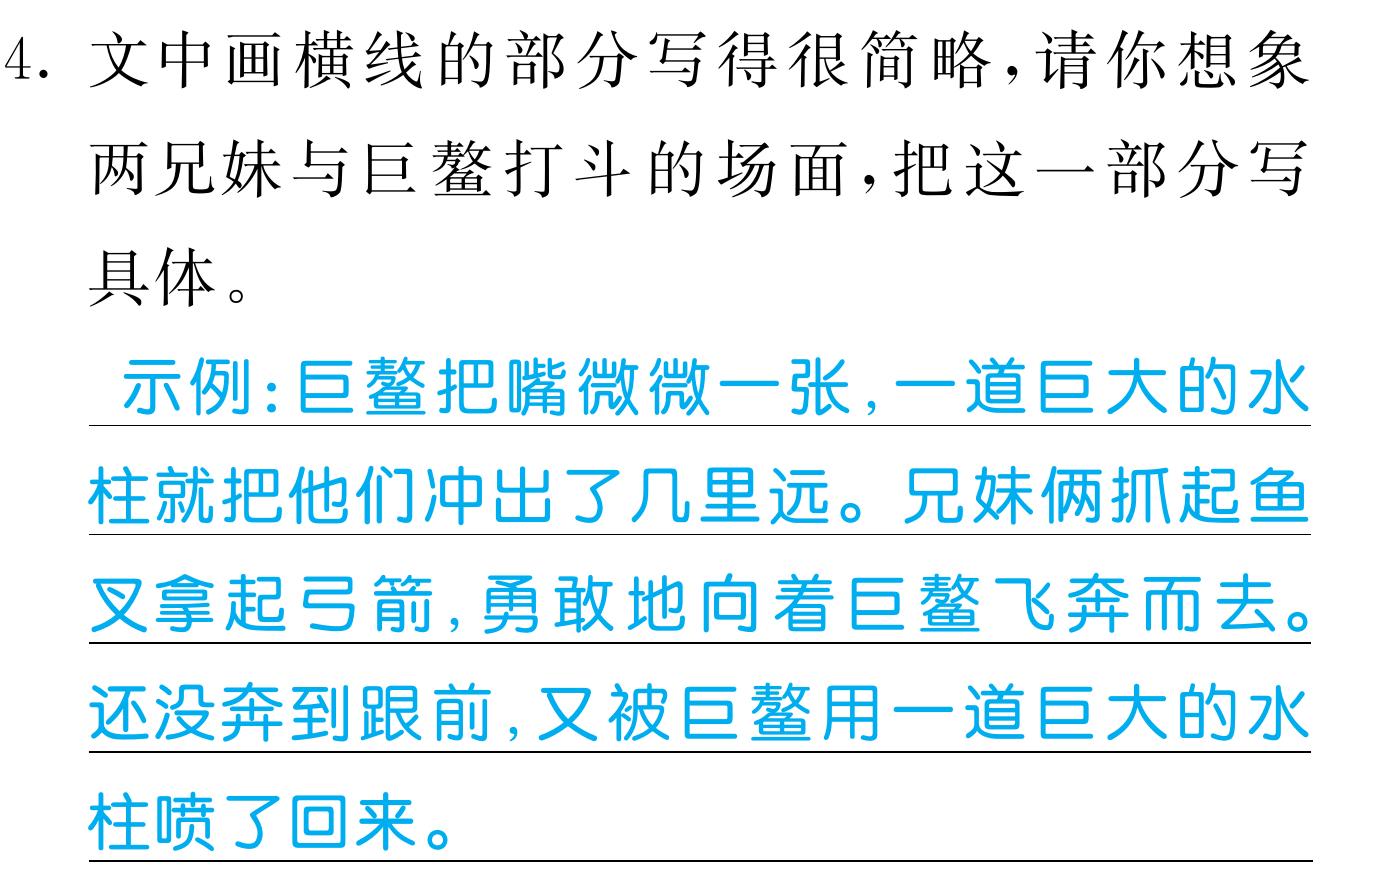 4. 文中画横线的部分写得很简略,请你想象
两兄妹与巨鳌打斗的场面,把这一部分写
具体。
示例:巨鳌把嘴微微一张,一道巨大的水
柱就把他们冲出了几里远。兄妹俩抓起鱼
叉拿起弓箭,勇敢地向着巨鳌飞奔而去。
还没奔到跟前,又被巨鳌用一道巨大的水
柱喷了回来。